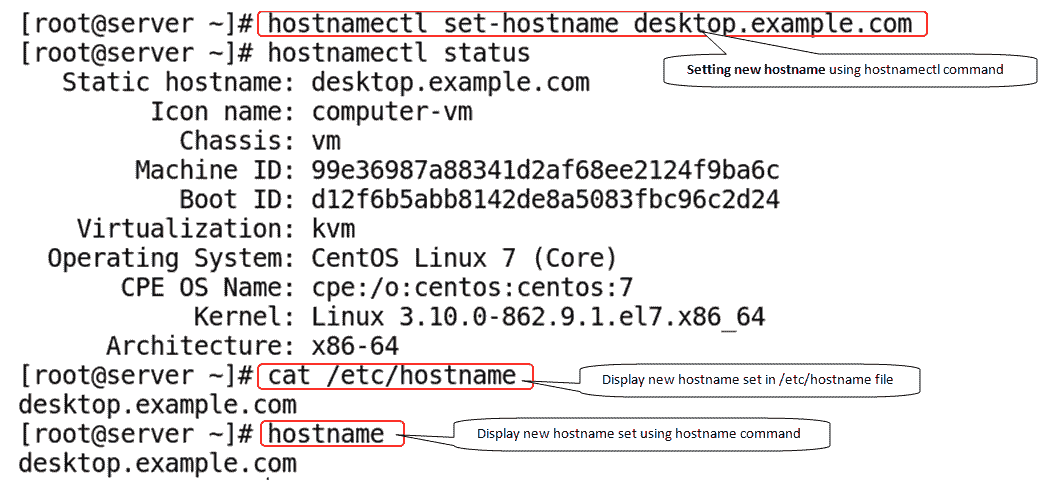 [root@server ~]# hostnamectl set-hostname desktop.example.com
[root@server ~]# hostnamectl status
Setting new hostname using hostnamectl command
Static hostname: desktop.example.com
Icon name: computer-vm
Chassis: vm
Machine ID: 99e36987a88341d2af68ee2124f9ba6c
Boot ID: d12f6b5abb8142de8a5083fbc96c2d24
Virtualization: kvm
Operating System: CentOS Linux 7 (Core)
CPE OS Name: cpe:/o:centos:centos:7
Kernel: Linux 3.10.0-862.9.1.el7.x86_64
Architecture: x86-64
[root@server ~]# cat /etc/hostname
Display new hostname set in /etc/hostname file
desktop.example.com
[root@server ~]# hostname
Display new hostname set using hostname command
desktop.example.com